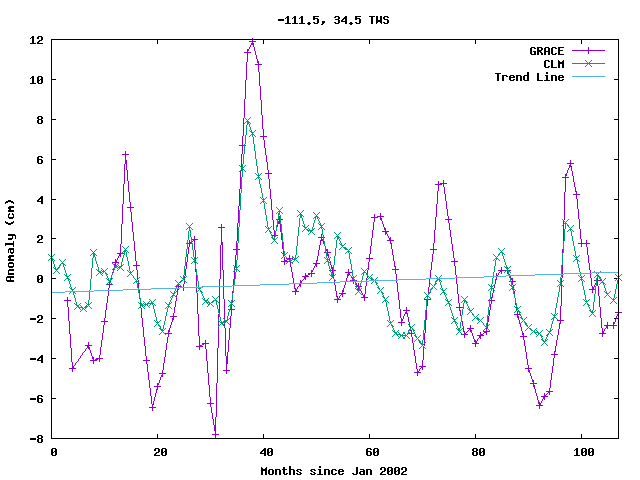 -111.5, 34.5 TWS
GRACE
CLM
Trend Line
12
10
8
6
4
2
0
-2
-4
-6
-8
Anomaly (cm)
0 20 40 60 80 100
Months since Jan 2002